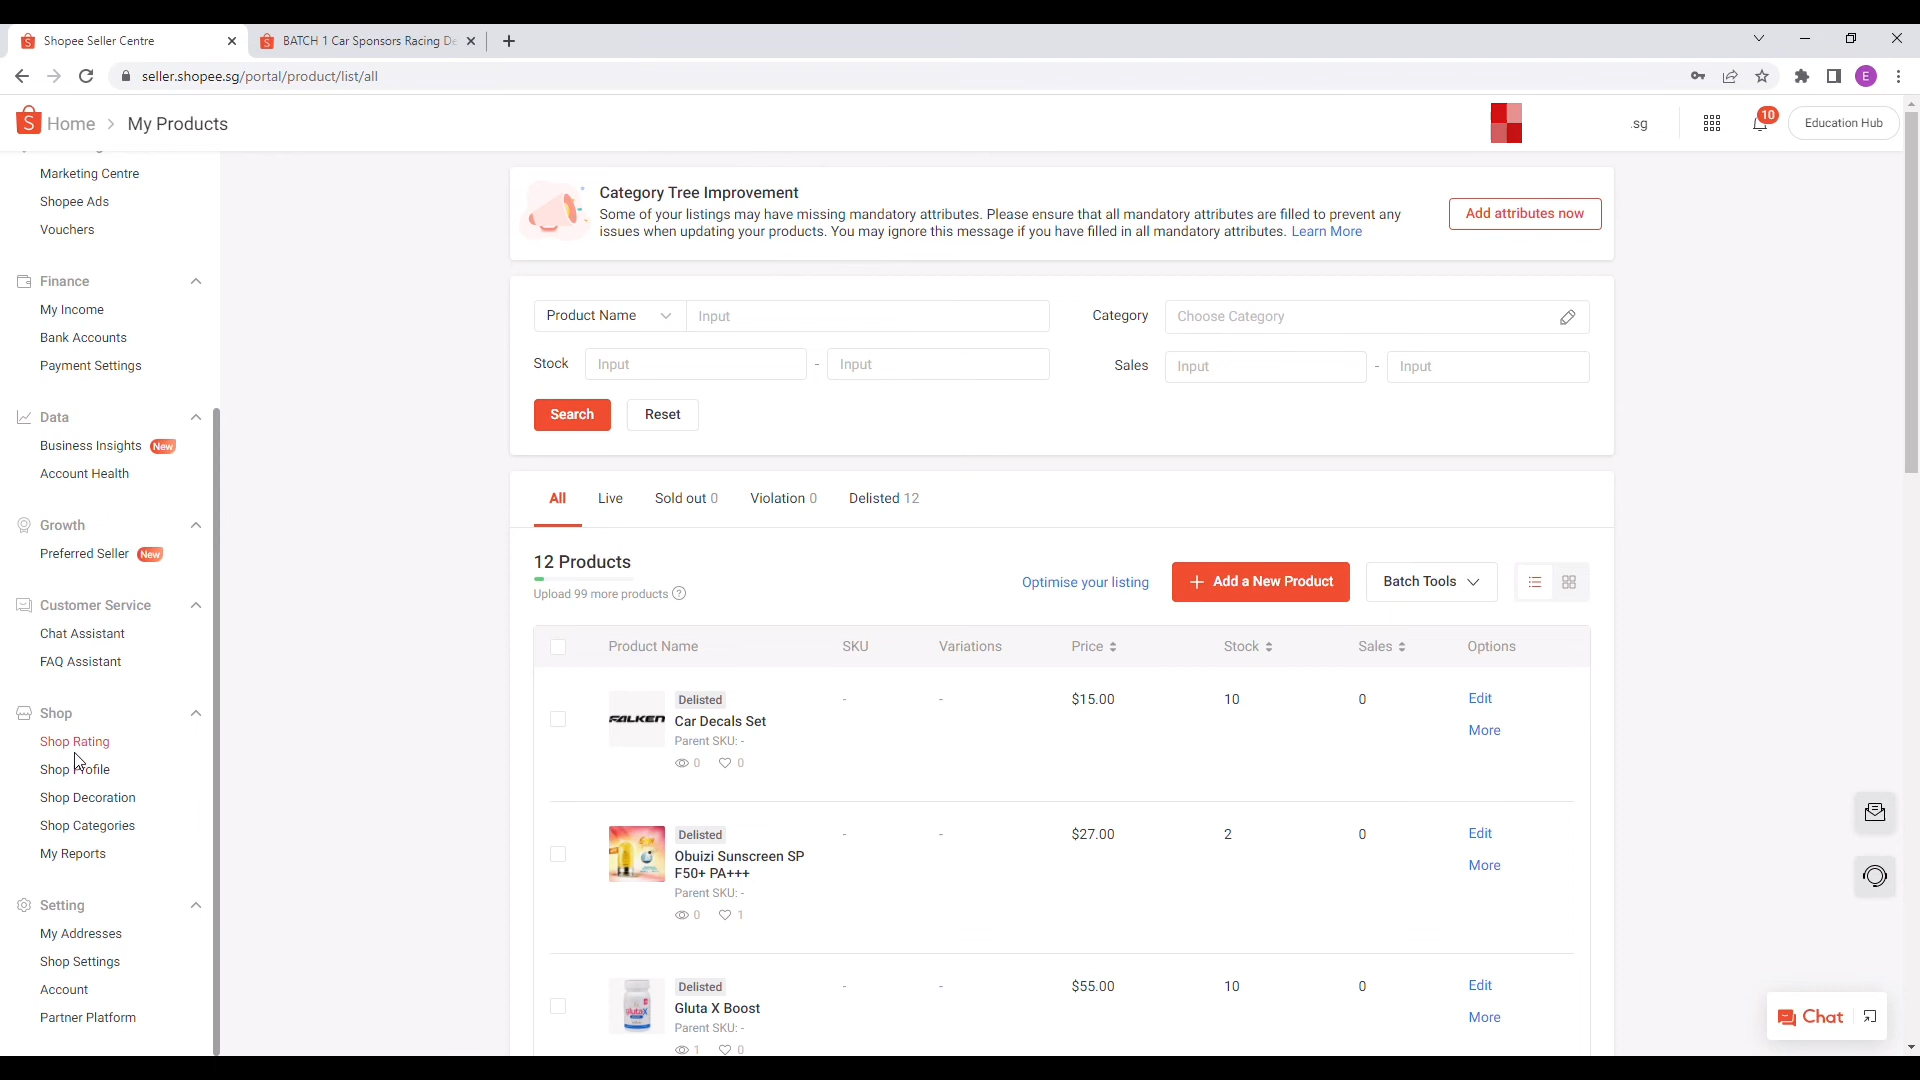 Shopee Seller Centre
BATCH 1 Car Sponsors Racing De
seller.shopee.sg/portal/product/list/all
E
Home > My Products
.sg
10
Education Hub
Marketing Centre
Shopee Ads
Vouchers
Finance
My Income
Bank Accounts
Payment Settings
Data
Business Insights New
Account Health
Growth
Preferred Seller New
Customer Service
Chat Assistant
FAQ Assistant
Shop
Shop Rating
Shop Profile
Shop Decoration
Shop Categories
My Reports
Setting
My Addresses
Shop Settings
Account
Partner Platform
Category Tree Improvement
Some of your listings may have missing mandatory attributes. Please ensure that all mandatory attributes are filled to prevent any
issues when updating your products. You may ignore this message if you have filled in all mandatory attributes. Learn More
Add attributes now
Product Name Input
Category Choose Category
Stock Input - Input
Sales Input - Input
Search Reset
All Live Sold out 0 Violation 0 Delisted 12
12 Products
Upload 99 more products ?
Optimise your listing
+ Add a New Product
Batch Tools
Product Name SKU Variations Price Stock Sales Options
FALKEN
Delisted
Car Decals Set
Parent SKU: -
0 0
- - $15.00 10 0
Edit
More
Delisted
Obuizi Sunscreen SP
F50+ PA+++
Parent SKU: -
0 1
- - $27.00 2 0
Edit
More
glutaX
Delisted
Gluta X Boost
Parent SKU: -
1 0
- - $55.00 10 0
Edit
More
Chat